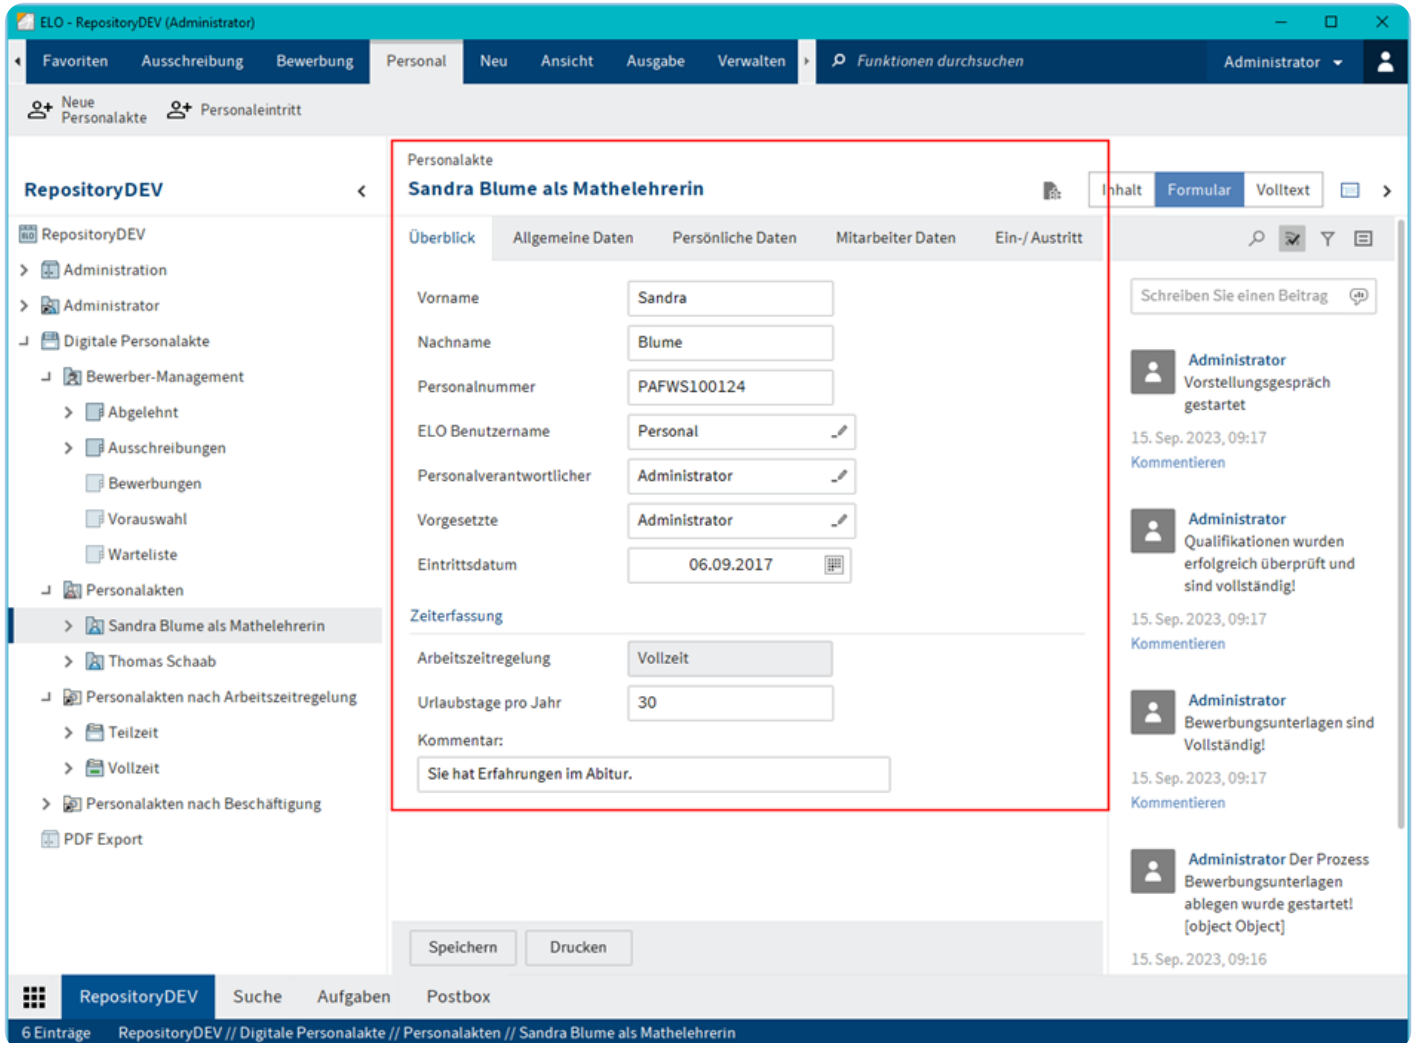 ELO - RepositoryDEV (Administrator)
Favoriten Ausschreibung Bewerbung Personal Neu Ansicht Ausgabe Verwalten Funktionen durchsuchen Administrator
Neue
Personalakte
Personaleintritt
RepositoryDEV
RepositoryDEV
Administration
Administrator
Digitale Personalakte
Bewerber-Management
Abgelehnt
Ausschreibungen
Bewerbungen
Vorauswahl
Warteliste
Personalakten
Sandra Blume als Mathelehrerin
Thomas Schaab
Personalakten nach Arbeitszeitregelung
Teilzeit
Vollzeit
Personalakten nach Beschäftigung
PDF Export
Personalakte
Sandra Blume als Mathelehrerin
Inhalt Formular Volltext
Überblick Allgemeine Daten Persönliche Daten Mitarbeiter Daten Ein-/ Austritt
Vorname Sandra
Nachname Blume
Personalnummer PAFWS100124
ELO Benutzername Personal
Personalverantwortlicher Administrator
Vorgesetzte Administrator
Eintrittsdatum 06.09.2017
Zeiterfassung
Arbeitszeitregelung Vollzeit
Urlaubstage pro Jahr 30
Kommentar:
Sie hat Erfahrungen im Abitur.
Speichern Drucken
Schreiben Sie einen Beitrag
Administrator
Vorstellungsgespräch
gestartet
15. Sep. 2023, 09:17
Kommentieren
Administrator
Qualifikationen wurden
erfolgreich überprüft und
sind vollständig!
15. Sep. 2023, 09:17
Kommentieren
Administrator
Bewerbungsunterlagen sind
Vollständig!
15. Sep. 2023, 09:17
Kommentieren
Administrator Der Prozess
Bewerbungsunterlagen
ablegen wurde gestartet!
[object Object]
15. Sep. 2023, 09:16
RepositoryDEV Suche Aufgaben Postbox
6 Einträge RepositoryDEV // Digitale Personalakte // Personalakten // Sandra Blume als Mathelehrerin